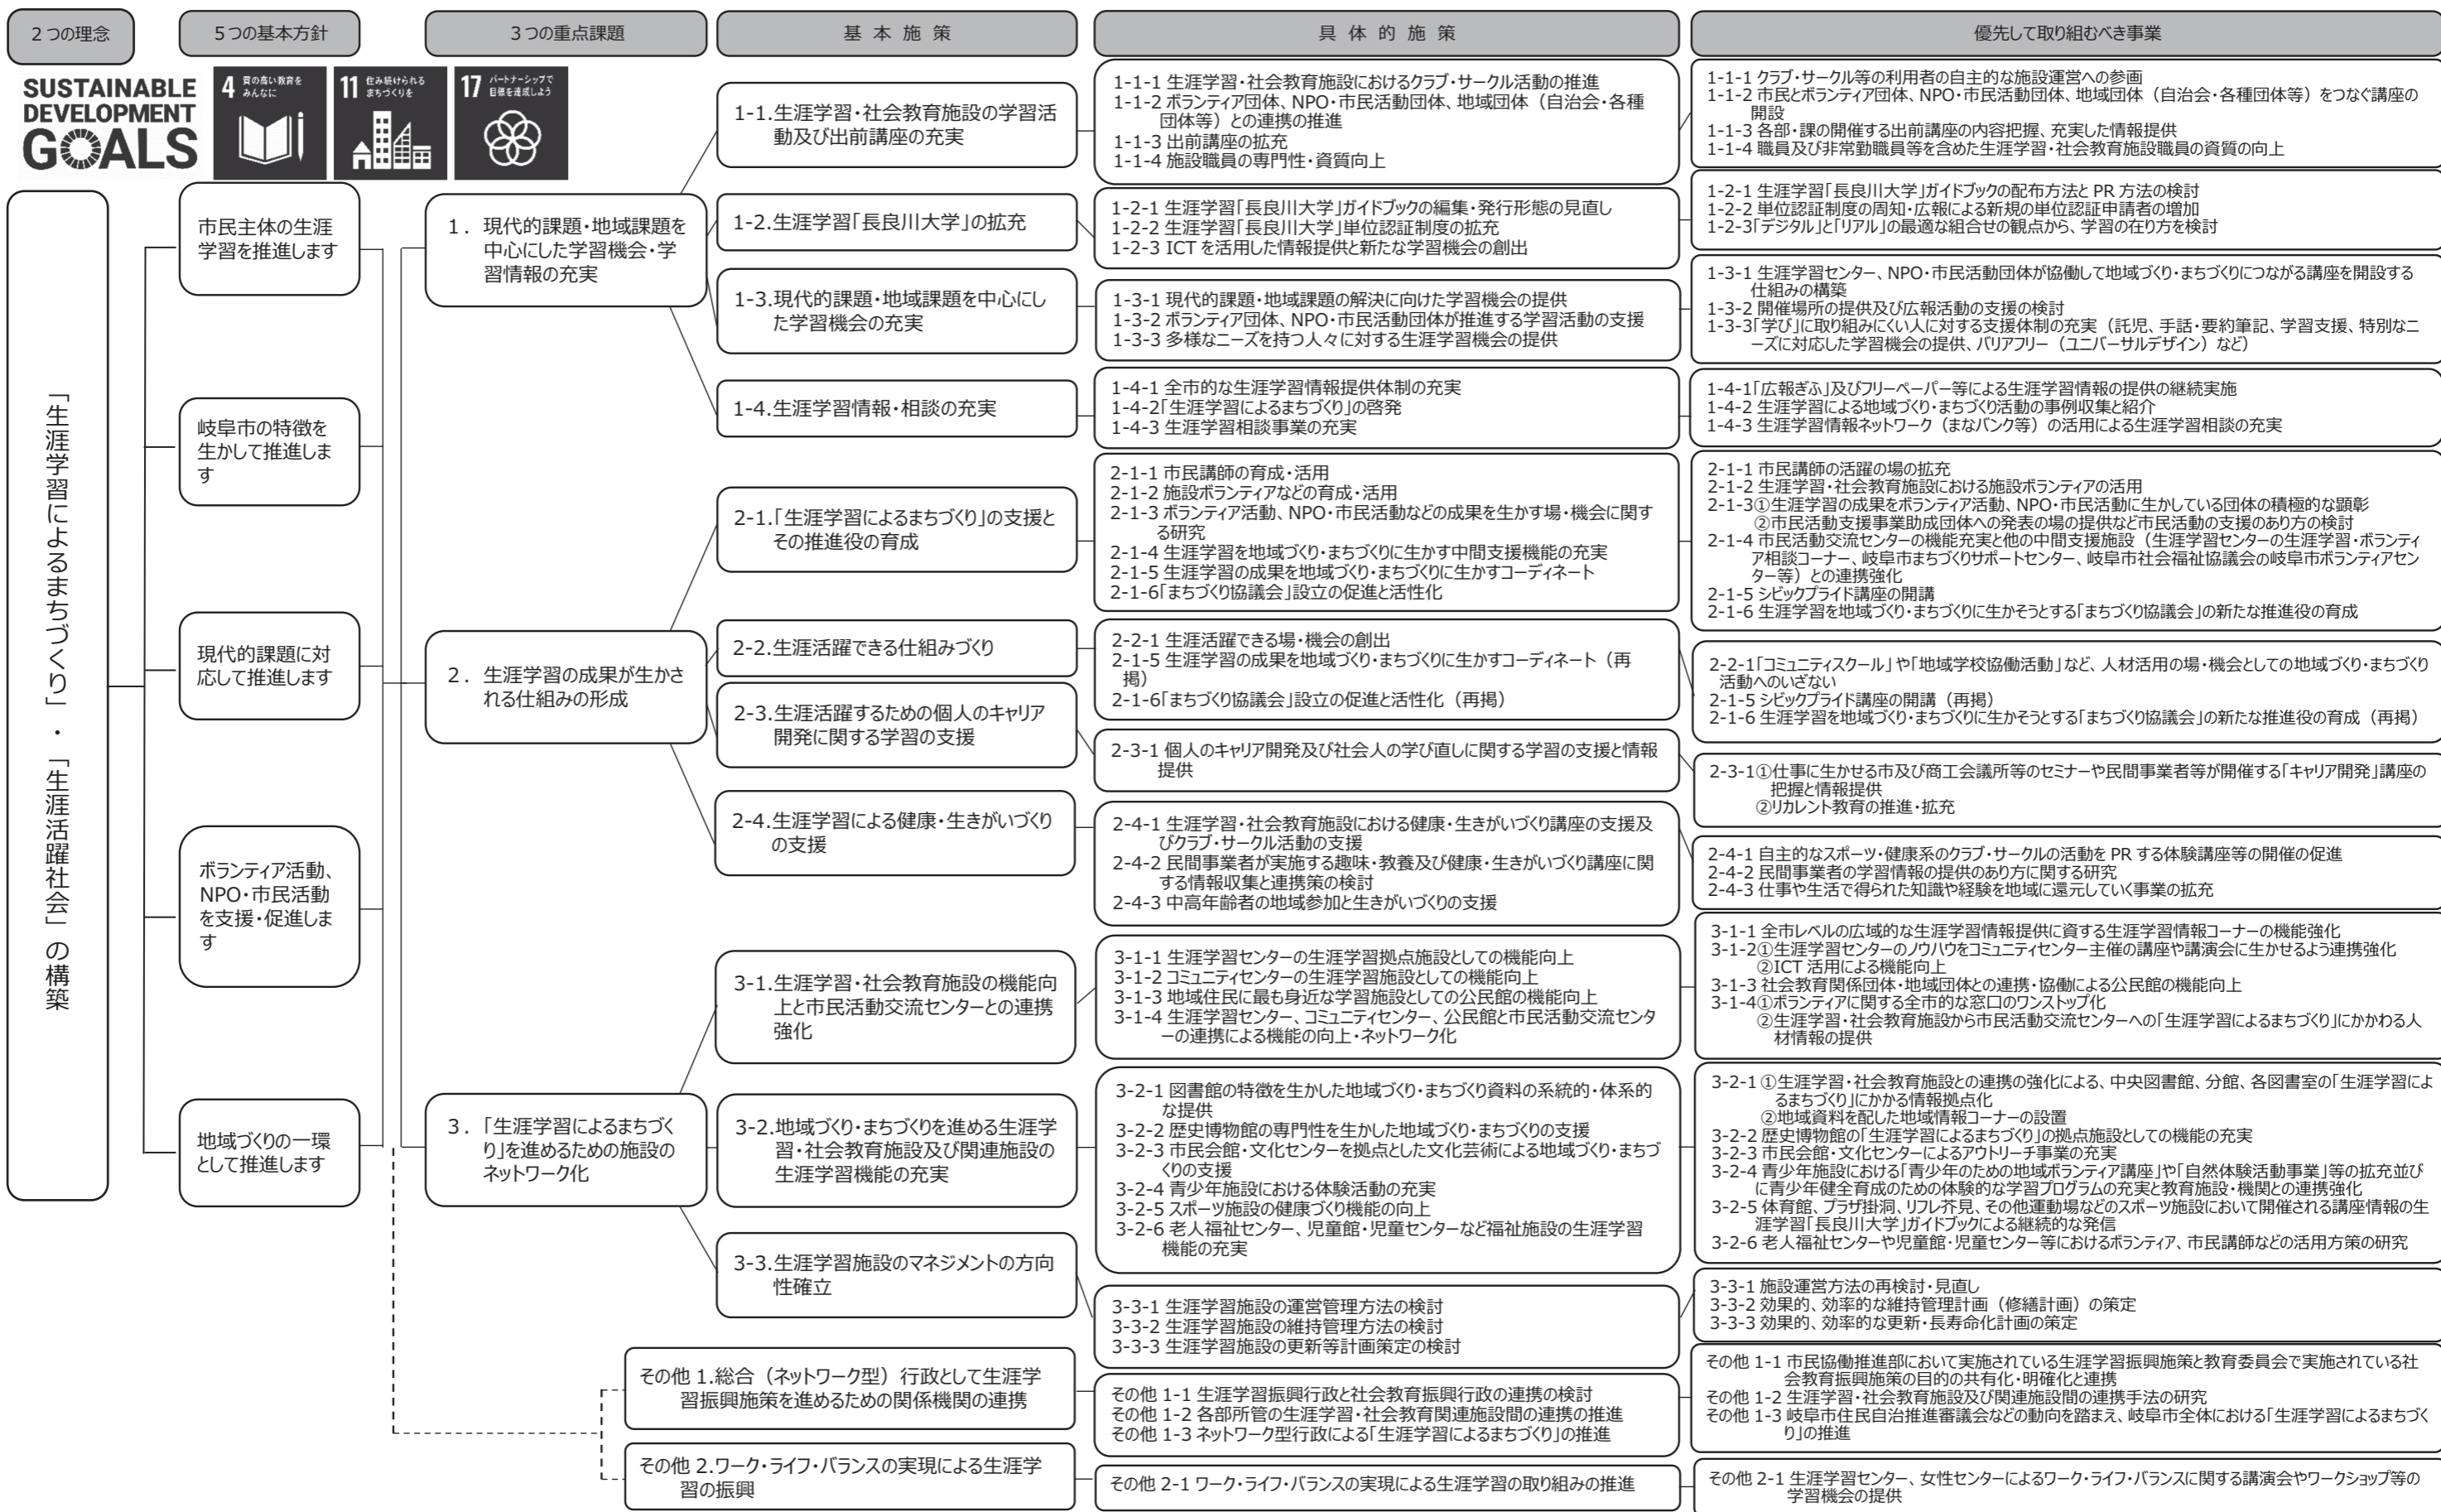 2つの理念
5つの基本方針
3つの重点課題
基 本 施 策
具 体 的 施 策
優先して取り組むべき事業
SUSTAINABLE
DEVELOPMENT
GOALS
4 質の高い教育を
みんなに
11 住み続けられる
まちづくりを
17 パートナーシップで
目標を達成しよう
「生涯学習によるまちづくり」・「生涯活躍社会」の構築
市民主体の生涯
学習を推進します
岐阜市の特徴を
生かして推進しま
す
現代的課題に対
応して推進します
ボランティア活動、
NPO・市民活動
を支援・促進しま
す
地域づくりの一環
として推進します
1．現代的課題・地域課題を
中心にした学習機会・学
習情報の充実
2．生涯学習の成果が生かさ
れる仕組みの形成
3．「生涯学習によるまちづく
り」を進めるための施設の
ネットワーク化
1-1.生涯学習・社会教育施設の学習活
動及び出前講座の充実
1-2.生涯学習「長良川大学」の拡充
1-3.現代的課題・地域課題を中心にし
た学習機会の充実
1-4.生涯学習情報・相談の充実
2-1.「生涯学習によるまちづくり」の支援と
その推進役の育成
2-2.生涯活躍できる仕組みづくり
2-3.生涯活躍するための個人のキャリア
開発に関する学習の支援
2-4.生涯学習による健康・生きがいづくり
の支援
3-1.生涯学習・社会教育施設の機能向
上と市民活動交流センターとの連携
強化
3-2.地域づくり・まちづくりを進める生涯学
習・社会教育施設及び関連施設の
生涯学習機能の充実
3-3.生涯学習施設のマネジメントの方向
性確立
その他 1.総合（ネットワーク型）行政として生涯学
習振興施策を進めるための関係機関の連携
その他 2.ワーク・ライフ・バランスの実現による生涯学
習の振興
1-1-1 生涯学習・社会教育施設におけるクラブ・サークル活動の推進
1-1-2 ボランティア団体、NPO・市民活動団体、地域団体（自治会・各種
団体等）との連携の推進
1-1-3 出前講座の拡充
1-1-4 施設職員の専門性・資質向上
1-2-1 生涯学習「長良川大学」ガイドブックの編集・発行形態の見直し
1-2-2 生涯学習「長良川大学」単位認証制度の拡充
1-2-3 ICTを活用した情報提供と新たな学習機会の創出
1-3-1 現代的課題・地域課題の解決に向けた学習機会の提供
1-3-2 ボランティア団体、NPO・市民活動団体が推進する学習活動の支援
1-3-3 多様なニーズを持つ人々に対する生涯学習機会の提供
1-4-1 全市的な生涯学習情報提供体制の充実
1-4-2「生涯学習によるまちづくり」の啓発
1-4-3 生涯学習相談事業の充実
2-1-1 市民講師の育成・活用
2-1-2 施設ボランティアなどの育成・活用
2-1-3 ボランティア活動、NPO・市民活動などの成果を生かす場・機会に関す
る研究
2-1-4 生涯学習を地域づくり・まちづくりに生かす中間支援機能の充実
2-1-5 生涯学習の成果を地域づくり・まちづくりに生かすコーディネート
2-1-6「まちづくり協議会」設立の促進と活性化
2-2-1 生涯活躍できる場・機会の創出
2-1-5 生涯学習の成果を地域づくり・まちづくりに生かすコーディネート（再
掲）
2-1-6「まちづくり協議会」設立の促進と活性化（再掲）
2-3-1 個人のキャリア開発及び社会人の学び直しに関する学習の支援と情報
提供
2-4-1 生涯学習・社会教育施設における健康・生きがいづくり講座の支援及
びクラブ・サークル活動の支援
2-4-2 民間事業者が実施する趣味・教養及び健康・生きがいづくり講座に関
する情報収集と連携策の検討
2-4-3 中高年齢者の地域参加と生きがいづくりの支援
3-1-1 生涯学習センターの生涯学習拠点施設としての機能向上
3-1-2 コミュニティセンターの生涯学習施設としての機能向上
3-1-3 地域住民に最も身近な学習施設としての公民館の機能向上
3-1-4 生涯学習センター、コミュニティセンター、公民館と市民活動交流センタ
ーの連携による機能の向上・ネットワーク化
3-2-1 図書館の特徴を生かした地域づくり・まちづくり資料の系統的・体系的
な提供
3-2-2 歴史博物館の専門性を生かした地域づくり・まちづくりの支援
3-2-3 市民会館・文化センターを拠点とした文化芸術による地域づくり・まちづ
くりの支援
3-2-4 青少年施設における体験活動の充実
3-2-5 スポーツ施設の健康づくり機能の向上
3-2-6 老人福祉センター、児童館・児童センターなど福祉施設の生涯学習
機能の充実
3-3-1 生涯学習施設の運営管理方法の検討
3-3-2 生涯学習施設の維持管理方法の検討
3-3-3 生涯学習施設の更新等計画策定の検討
その他 1-1 生涯学習振興行政と社会教育振興行政の連携の検討
その他 1-2 各部所管の生涯学習・社会教育関連施設間の連携の推進
その他 1-3 ネットワーク型行政による「生涯学習によるまちづくり」の推進
その他 2-1 ワーク・ライフ・バランスの実現による生涯学習の取り組みの推進
1-1-1 クラブ・サークル等の利用者の自主的な施設運営への参画
1-1-2 市民とボランティア団体、NPO・市民活動団体、地域団体（自治会・各種団体等）をつなぐ講座の
開設
1-1-3 各部・課の開催する出前講座の内容把握、充実した情報提供
1-1-4 職員及び非常勤職員等を含めた生涯学習・社会教育施設職員の資質の向上
1-2-1 生涯学習「長良川大学」ガイドブックの配布方法とPR方法の検討
1-2-2 単位認証制度の周知・広報による新規の単位認証申請者の増加
1-2-3「デジタル」と「リアル」の最適な組合せの観点から、学習の在り方を検討
1-3-1 生涯学習センター、NPO・市民活動団体が協働して地域づくり・まちづくりにつながる講座を開設する
仕組みの構築
1-3-2 開催場所の提供及び広報活動の支援の検討
1-3-3「学び」に取り組みにくい人に対する支援体制の充実（託児、手話・要約筆記、学習支援、特別なニ
ーズに対応した学習機会の提供、バリアフリー（ユニバーサルデザイン）など）
1-4-1「広報ぎふ」及びフリーペーパー等による生涯学習情報の提供の継続実施
1-4-2 生涯学習による地域づくり・まちづくり活動の事例収集と紹介
1-4-3 生涯学習情報ネットワーク（まなバンク等）の活用による生涯学習相談の充実
2-1-1 市民講師の活躍の場の拡充
2-1-2 生涯学習・社会教育施設における施設ボランティアの活用
2-1-3①生涯学習の成果をボランティア活動、NPO・市民活動に生かしている団体の積極的な顕彰
②市民活動支援事業助成団体への発表の場の提供など市民活動の支援のあり方の検討
2-1-4 市民活動交流センターの機能充実と他の中間支援施設（生涯学習センターの生涯学習・ボランティ
ア相談コーナー、岐阜市まちづくりサポートセンター、岐阜市社会福祉協議会の岐阜市ボランティアセン
ター等）との連携強化
2-1-5 シビックプライド講座の開講
2-1-6 生涯学習を地域づくり・まちづくりに生かそうとする「まちづくり協議会」の新たな推進役の育成
2-2-1「コミュニティスクール」や「地域学校協働活動」など、人材活用の場・機会としての地域づくり・まちづくり
活動へのいざない
2-1-5 シビックプライド講座の開講（再掲）
2-1-6 生涯学習を地域づくり・まちづくりに生かそうとする「まちづくり協議会」の新たな推進役の育成（再掲）
2-3-1①仕事に生かせる市及び商工会議所等のセミナーや民間事業者等が開催する「キャリア開発」講座の
把握と情報提供
②リカレント教育の推進・拡充
2-4-1 自主的なスポーツ・健康系のクラブ・サークルの活動をPRする体験講座等の開催の促進
2-4-2 民間事業者の学習情報の提供のあり方に関する研究
2-4-3 仕事や生活で得られた知識や経験を地域に還元していく事業の拡充
3-1-1 全市レベルの広域的な生涯学習情報提供に資する生涯学習情報コーナーの機能強化
3-1-2①生涯学習センターのノウハウをコミュニティセンター主催の講座や講演会に生かせるよう連携強化
②ICT活用による機能向上
3-1-3 社会教育関係団体・地域団体との連携・協働による公民館の機能向上
3-1-4①ボランティアに関する全市的な窓口のワンストップ化
②生涯学習・社会教育施設から市民活動交流センターへの「生涯学習によるまちづくり」にかかわる人
材情報の提供
3-2-1 ①生涯学習・社会教育施設との連携の強化による、中央図書館、分館、各図書室の「生涯学習によ
るまちづくり」にかかる情報拠点化
②地域資料を配した地域情報コーナーの設置
3-2-2 歴史博物館の「生涯学習によるまちづくり」の拠点施設としての機能の充実
3-2-3 市民会館・文化センターによるアウトリーチ事業の充実
3-2-4 青少年施設における「青少年のための地域ボランティア講座」や「自然体験活動事業」等の拡充並び
に青少年健全育成のための体験的な学習プログラムの充実と教育施設・機関との連携強化
3-2-5 体育館、プラザ掛洞、リフレ芥見、その他運動場などのスポーツ施設において開催される講座情報の生
涯学習「長良川大学」ガイドブックによる継続的な発信
3-2-6 老人福祉センターや児童館・児童センター等におけるボランティア、市民講師などの活用方策の研究
3-3-1 施設運営方法の再検討・見直し
3-3-2 効果的、効率的な維持管理計画（修繕計画）の策定
3-3-3 効果的、効率的な更新・長寿命化計画の策定
その他 1-1 市民協働推進部において実施されている生涯学習振興施策と教育委員会で実施されている社
会教育振興施策の目的の共有化・明確化と連携
その他 1-2 生涯学習・社会教育施設及び関連施設間の連携手法の研究
その他 1-3 岐阜市住民自治推進審議会などの動向を踏まえ、岐阜市全体における「生涯学習によるまちづく
り」の推進
その他 2-1 生涯学習センター、女性センターによるワーク・ライフ・バランスに関する講演会やワークショップ等の
学習機会の提供